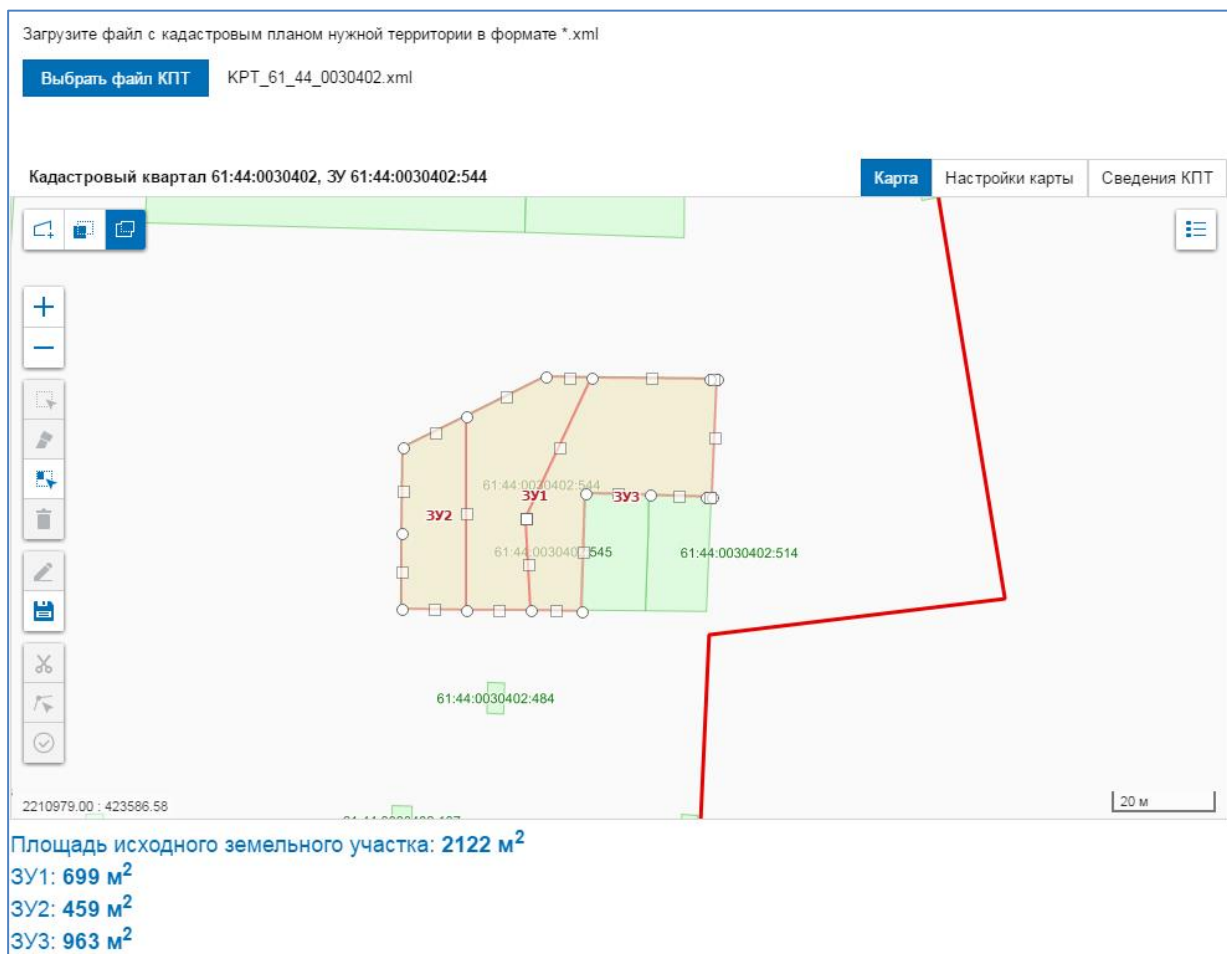 Загрузите файл с кадастровым планом нужной территории в формате *.xml
Выбрать файл КПТ KPT_61_44_0030402.xml
Кадастровый квартал 61:44:0030402, ЗУ 61:44:0030402:544
Карта Настройки карты Сведения КПТ
61:44:0030402:544
ЗУ1 ЗУ3
ЗУ2
61:44:0030402:545 61:44:0030402:514
61:44:0030402:484
2210979.00 : 423586.58 20 м
Площадь исходного земельного участка: 2122 м²
ЗУ1: 699 м²
ЗУ2: 459 м²
ЗУ3: 963 м²